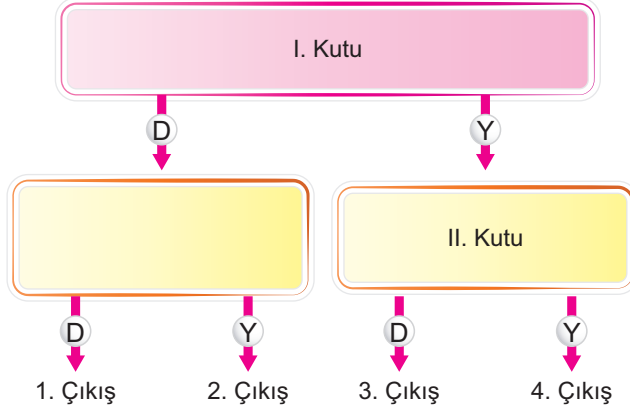 I. Kutu
D Y
II. Kutu
D Y D Y
1. Çıkış 2. Çıkış 3. Çıkış 4. Çıkış